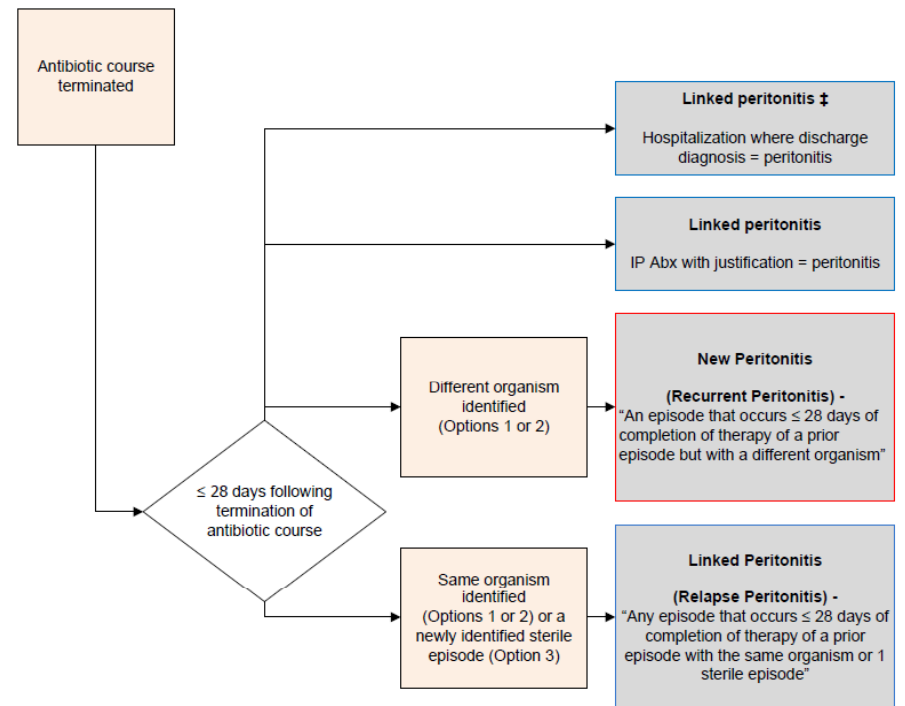 Antibiotic course
terminated
Linked peritonitis ‡
Hospitalization where discharge
diagnosis = peritonitis
Linked peritonitis
IP Abx with justification = peritonitis
Different organism
identified
(Options 1 or 2)
New Peritonitis
(Recurrent Peritonitis) -
“An episode that occurs ≤ 28 days of
completion of therapy of a prior
episode but with a different organism”
≤ 28 days following
termination of
antibiotic course
Same organism
identified
(Options 1 or 2) or a
newly identified sterile
episode (Option 3)
Linked Peritonitis
(Relapse Peritonitis) -
“Any episode that occurs ≤ 28 days of
completion of therapy of a prior
episode with the same organism or 1
sterile episode”